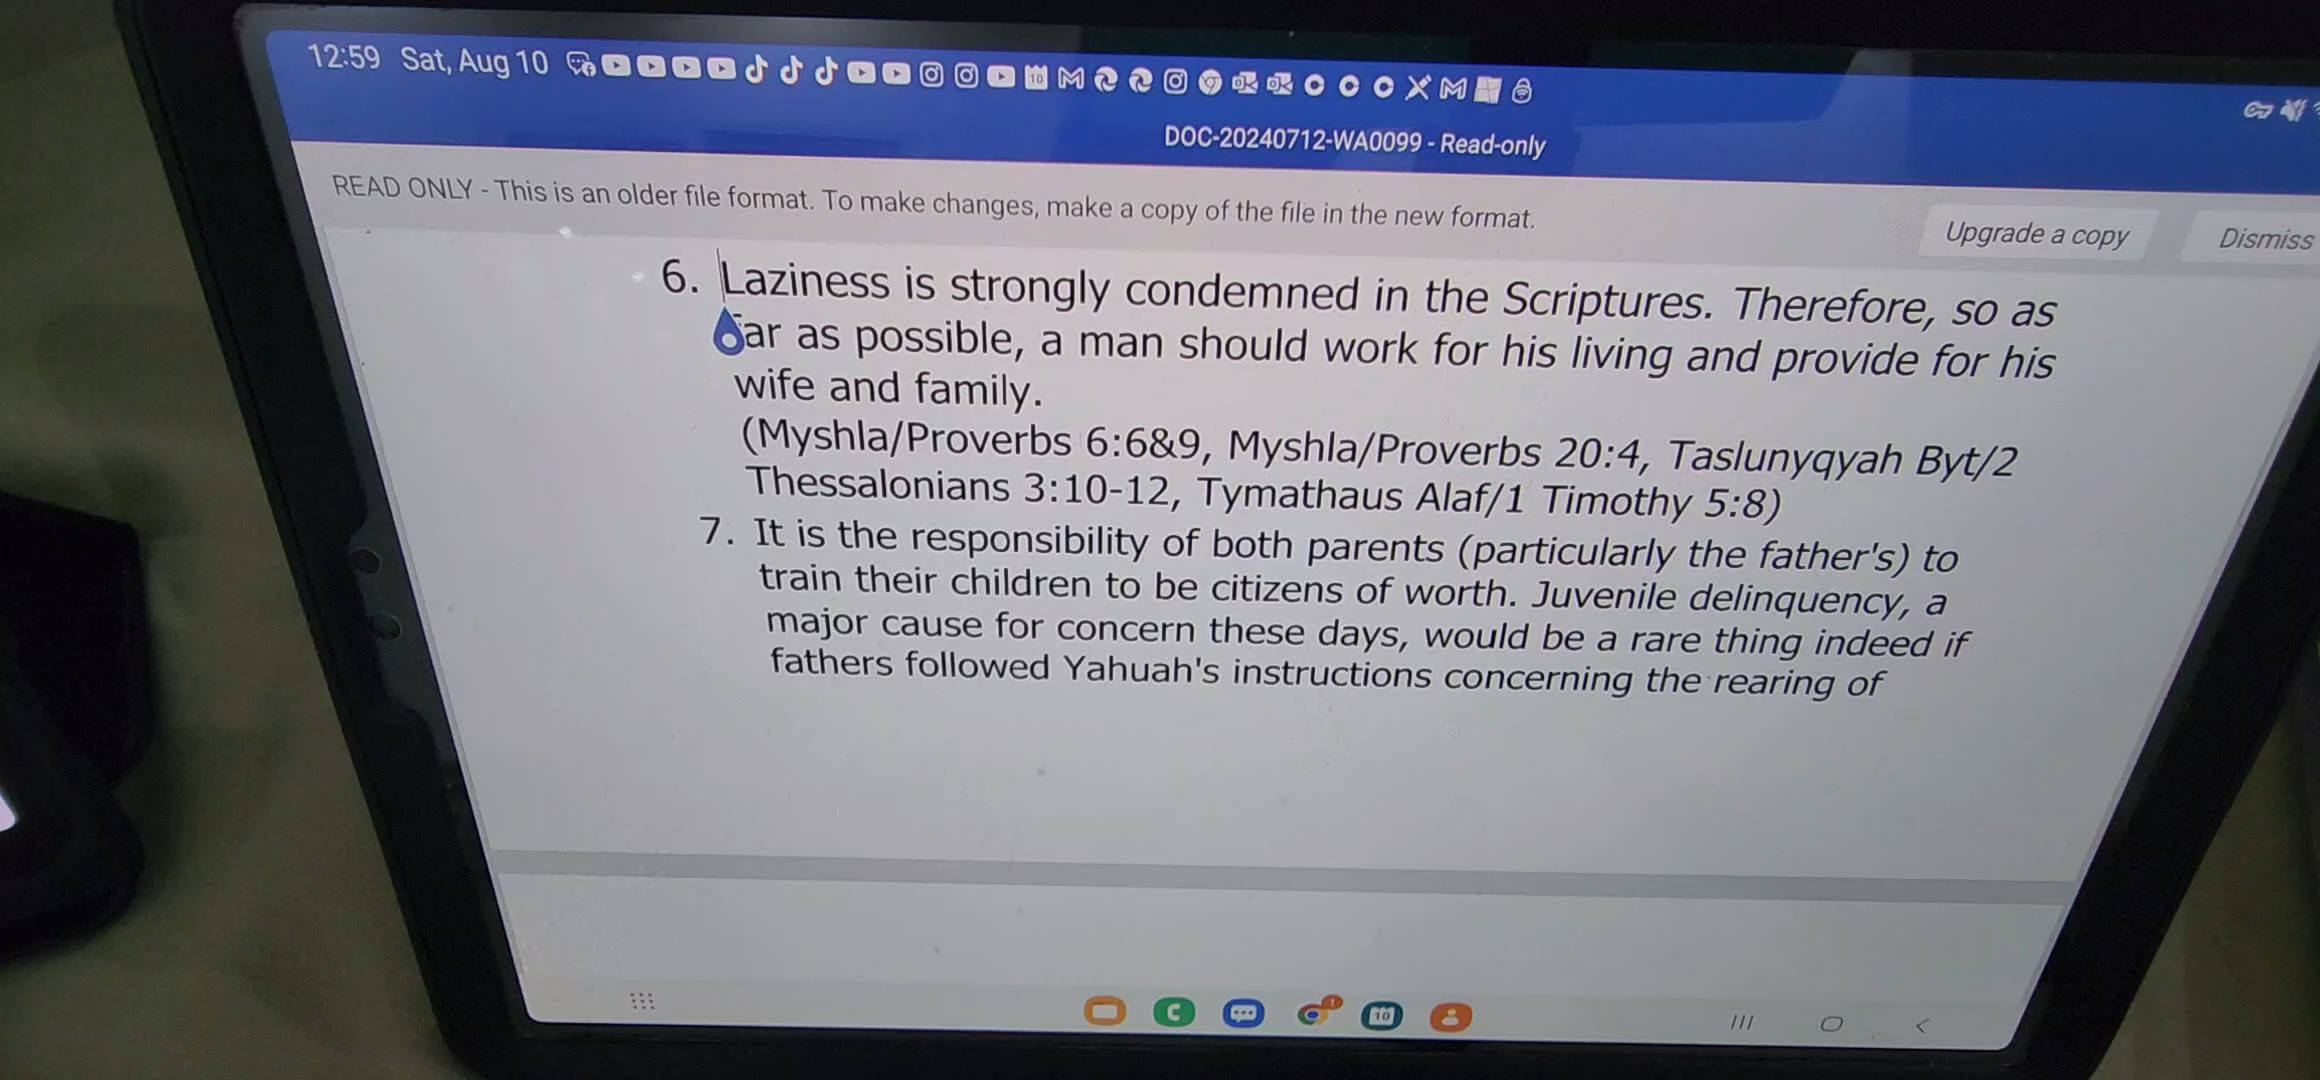 12:59 Sat, Aug 10
DOC-20240712-WA0099 - Read-only
READ ONLY - This is an older file format. To make changes, make a copy of the file in the new format.
Upgrade a copy
Dismiss
6. Laziness is strongly condemned in the Scriptures. Therefore, so as
far as possible, a man should work for his living and provide for his
wife and family.
(Myshla/Proverbs 6:6&9, Myshla/Proverbs 20:4, Taslunyqyah Byt/2
Thessalonians 3:10-12, Tymathaus Alaf/1 Timothy 5:8)
7. It is the responsibility of both parents (particularly the father's) to
train their children to be citizens of worth. Juvenile delinquency, a
major cause for concern these days, would be a rare thing indeed if
fathers followed Yahuah's instructions concerning the rearing of